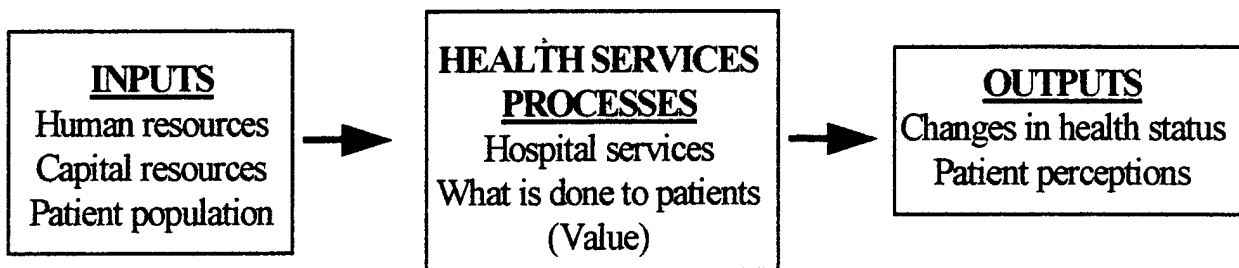 INPUTS
Human resources
Capital resources
Patient population
HEALTH SERVICES
PROCESSES
Hospital services
What is done to patients
(Value)
OUTPUTS
Changes in health status
Patient perceptions